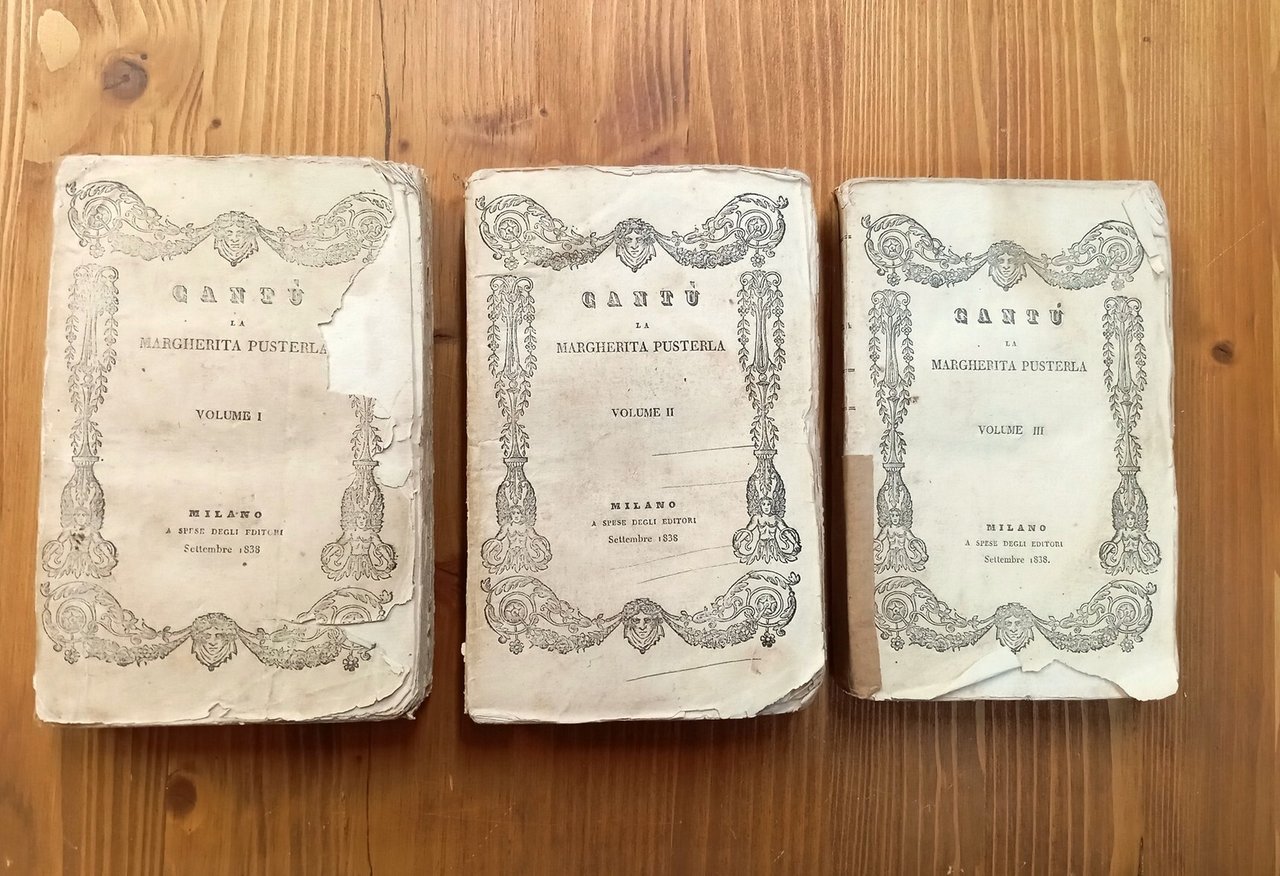 CANTÙ
LA
MARGHERITA PUSTERLA
VOLUME I
MILANO
A SPESE DEGLI EDITORI
Settembre 1838
CANTÙ
LA
MARGHERITA PUSTERLA
VOLUME II
MILANO
A SPESE DEGLI EDITORI
Settembre 1838
CANTÙ
LA
MARGHERITA PUSTERLA
VOLUME III
MILANO
A SPESE DEGLI EDITORI
Settembre 1838.